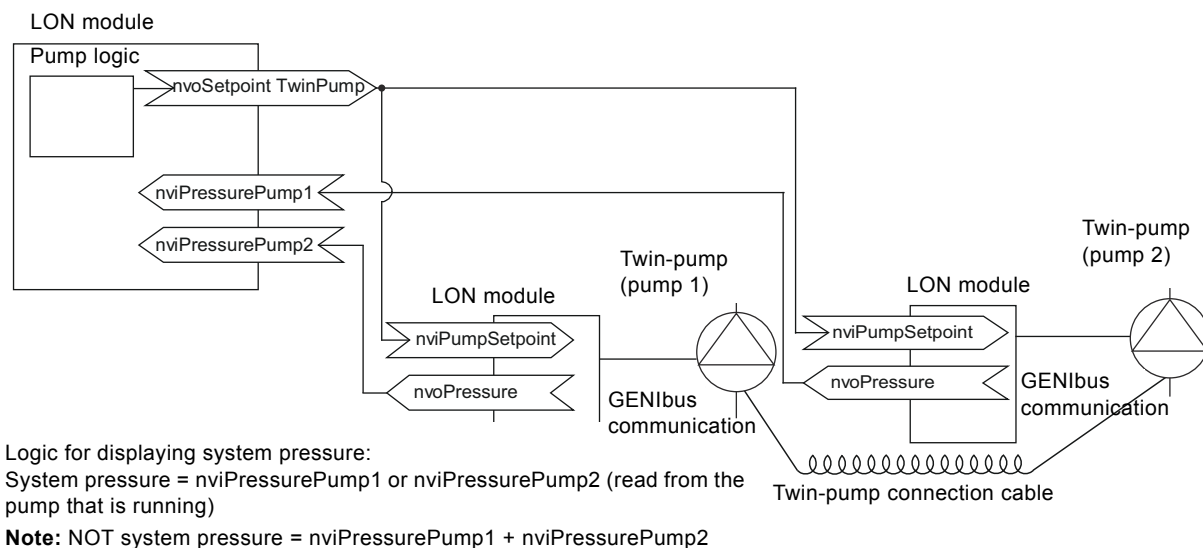 LON module
Pump logic
nvoSetpoint TwinPump
nviPressurePump1
nviPressurePump2
Twin-pump
(pump 1)
Twin-pump
(pump 2)
LON module
LON module
nviPumpSetpoint
nvoPressure
nviPumpSetpoint
nvoPressure
GENIbus
communication
GENIbus
communication
Twin-pump connection cable
Logic for displaying system pressure:
System pressure = nviPressurePump1 or nviPressurePump2 (read from the
pump that is running)
Note: NOT system pressure = nviPressurePump1 + nviPressurePump2